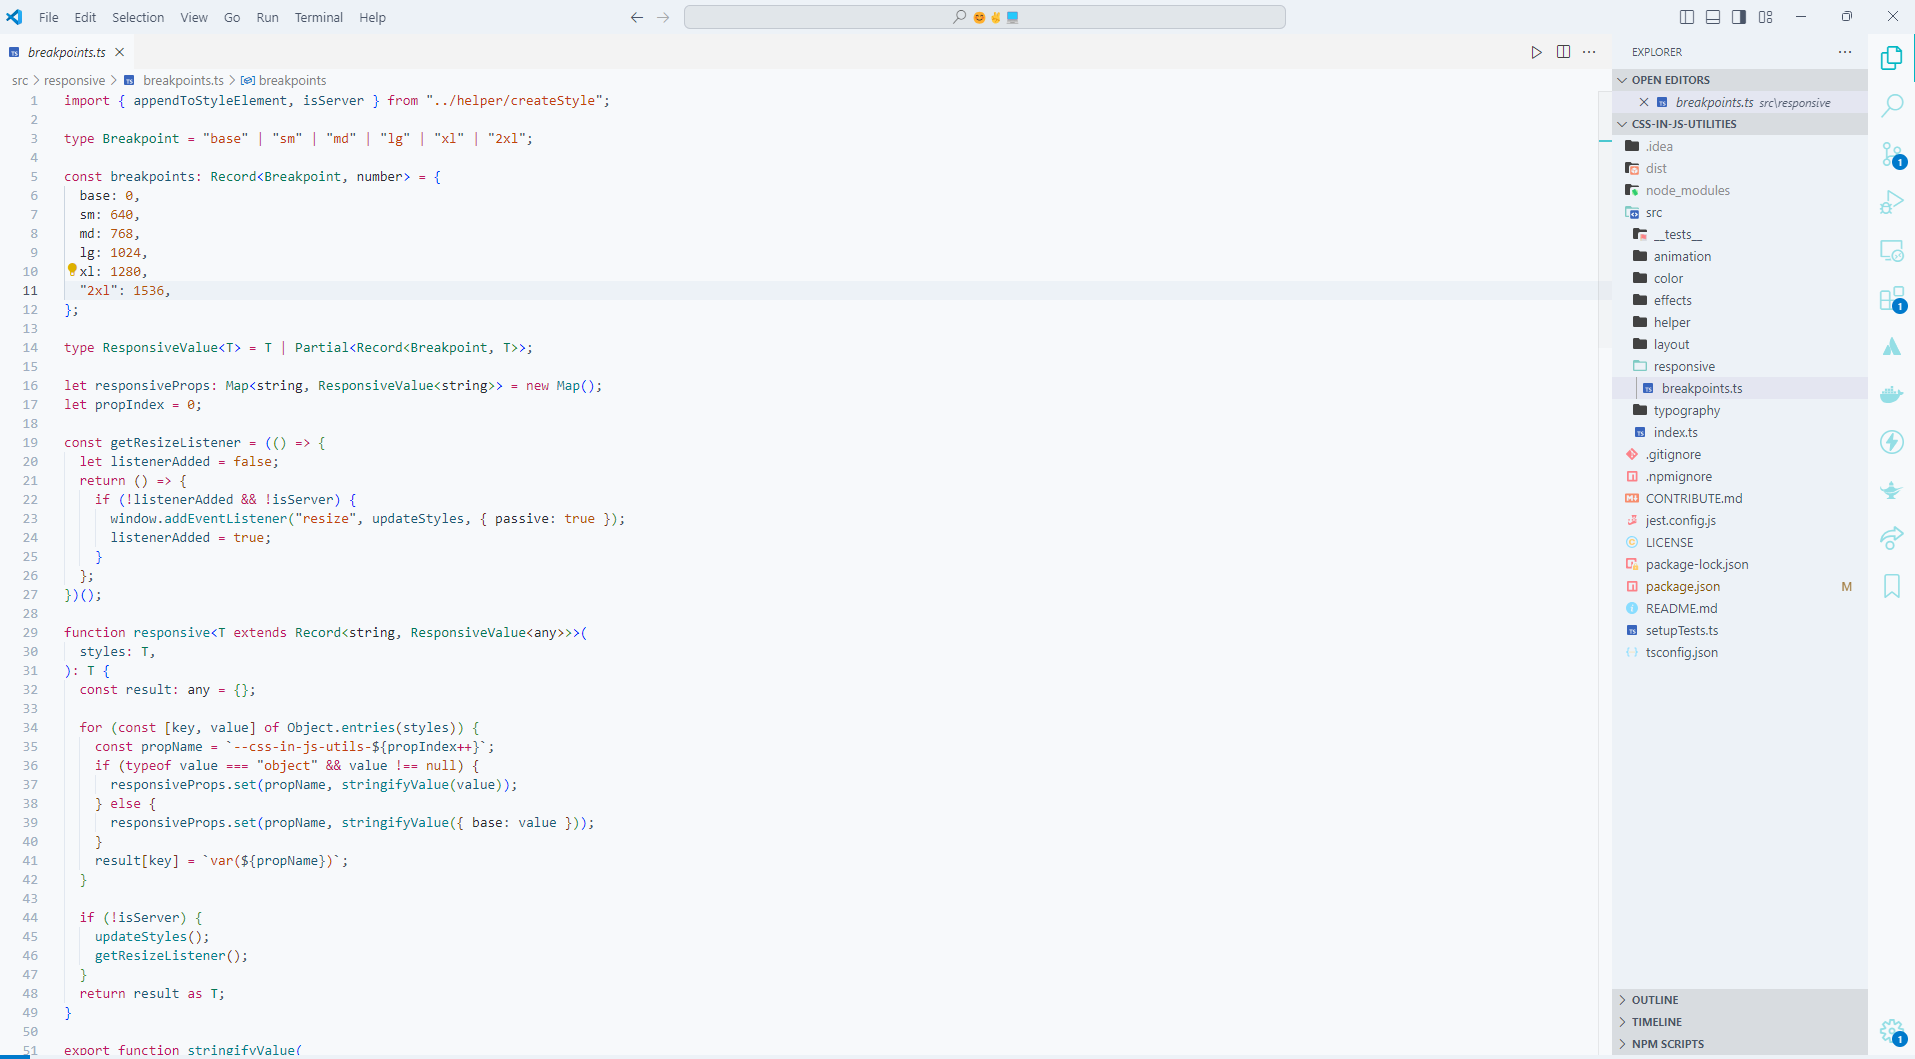 File Edit Selection View Go Run Terminal Help
breakpoints.ts
src > responsive > breakpoints.ts > breakpoints
1 import { appendToStyleElement, isServer } from "../helper/createStyle";
2
3 type Breakpoint = "base" | "sm" | "md" | "lg" | "xl" | "2xl";
4
5 const breakpoints: Record<Breakpoint, number> = {
6 base: 0,
7 sm: 640,
8 md: 768,
9 lg: 1024,
10 xl: 1280,
11 "2xl": 1536,
12 };
13
14 type ResponsiveValue<T> = T | Partial<Record<Breakpoint, T>>;
15
16 let responsiveProps: Map<string, ResponsiveValue<string>> = new Map();
17 let propIndex = 0;
18
19 const getResizeListener = (() => {
20 let listenerAdded = false;
21 return () => {
22 if (!listenerAdded && !isServer) {
23 window.addEventListener("resize", updateStyles, { passive: true });
24 listenerAdded = true;
25 }
26 };
27 })();
28
29 function responsive<T extends Record<string, ResponsiveValue<any>>>(
30 styles: T,
31 ): T {
32 const result: any = {};
33
34 for (const [key, value] of Object.entries(styles)) {
35 const propName = `--css-in-js-utils-${propIndex++}`;
36 if (typeof value === "object" && value !== null) {
37 responsiveProps.set(propName, stringifyValue(value));
38 } else {
39 responsiveProps.set(propName, stringifyValue({ base: value }));
40 }
41 result[key] = `var(${propName})`;
42 }
43
44 if (!isServer) {
45 updateStyles();
46 getResizeListener();
47 }
48 return result as T;
49 }
50
51 export function stringifyValue(
EXPLORER
OPEN EDITORS
breakpoints.ts src\responsive
CSS-IN-JS-UTILITIES
.idea
dist
node_modules
src
__tests__
animation
color
effects
helper
layout
responsive
breakpoints.ts
typography
index.ts
.gitignore
.npmignore
CONTRIBUTE.md
jest.config.js
LICENSE
package-lock.json
package.json M
README.md
setupTests.ts
tsconfig.json
OUTLINE
TIMELINE
NPM SCRIPTS
1
1
1